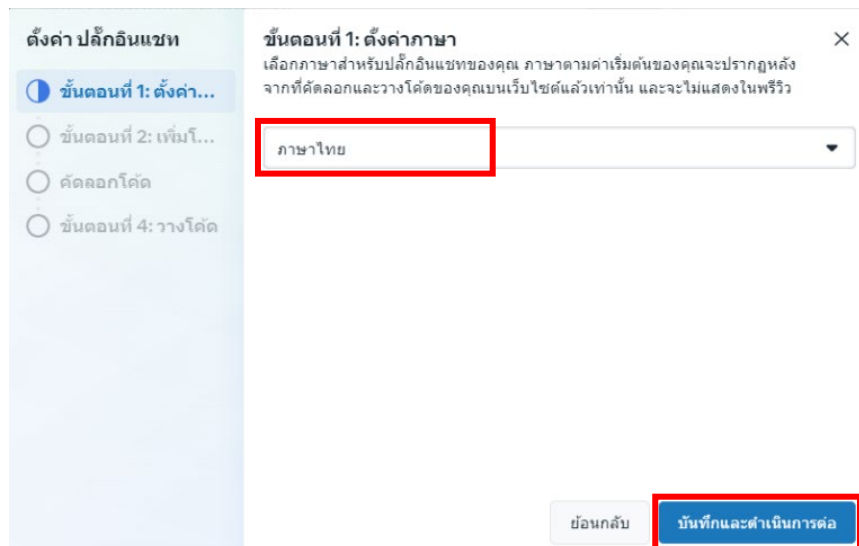 ตั้งค่า ปลั๊กอินแชท
ขั้นตอนที่ 1: ตั้งค่า...
ขั้นตอนที่ 2: เพิ่มโ...
คัดลอกโค้ด
ขั้นตอนที่ 4: วางโค้ด
ขั้นตอนที่ 1: ตั้งค่าภาษา
เลือกภาษาสำหรับปลั๊กอินแชทของคุณ ภาษาตามค่าเริ่มต้นของคุณจะปรากฏหลัง
จากที่คัดลอกและวางโค้ดของคุณบนเว็บไซต์แล้วเท่านั้น และจะไม่แสดงในพรีวิว
ภาษาไทย
ย้อนกลับ
บันทึกและดำเนินการต่อ